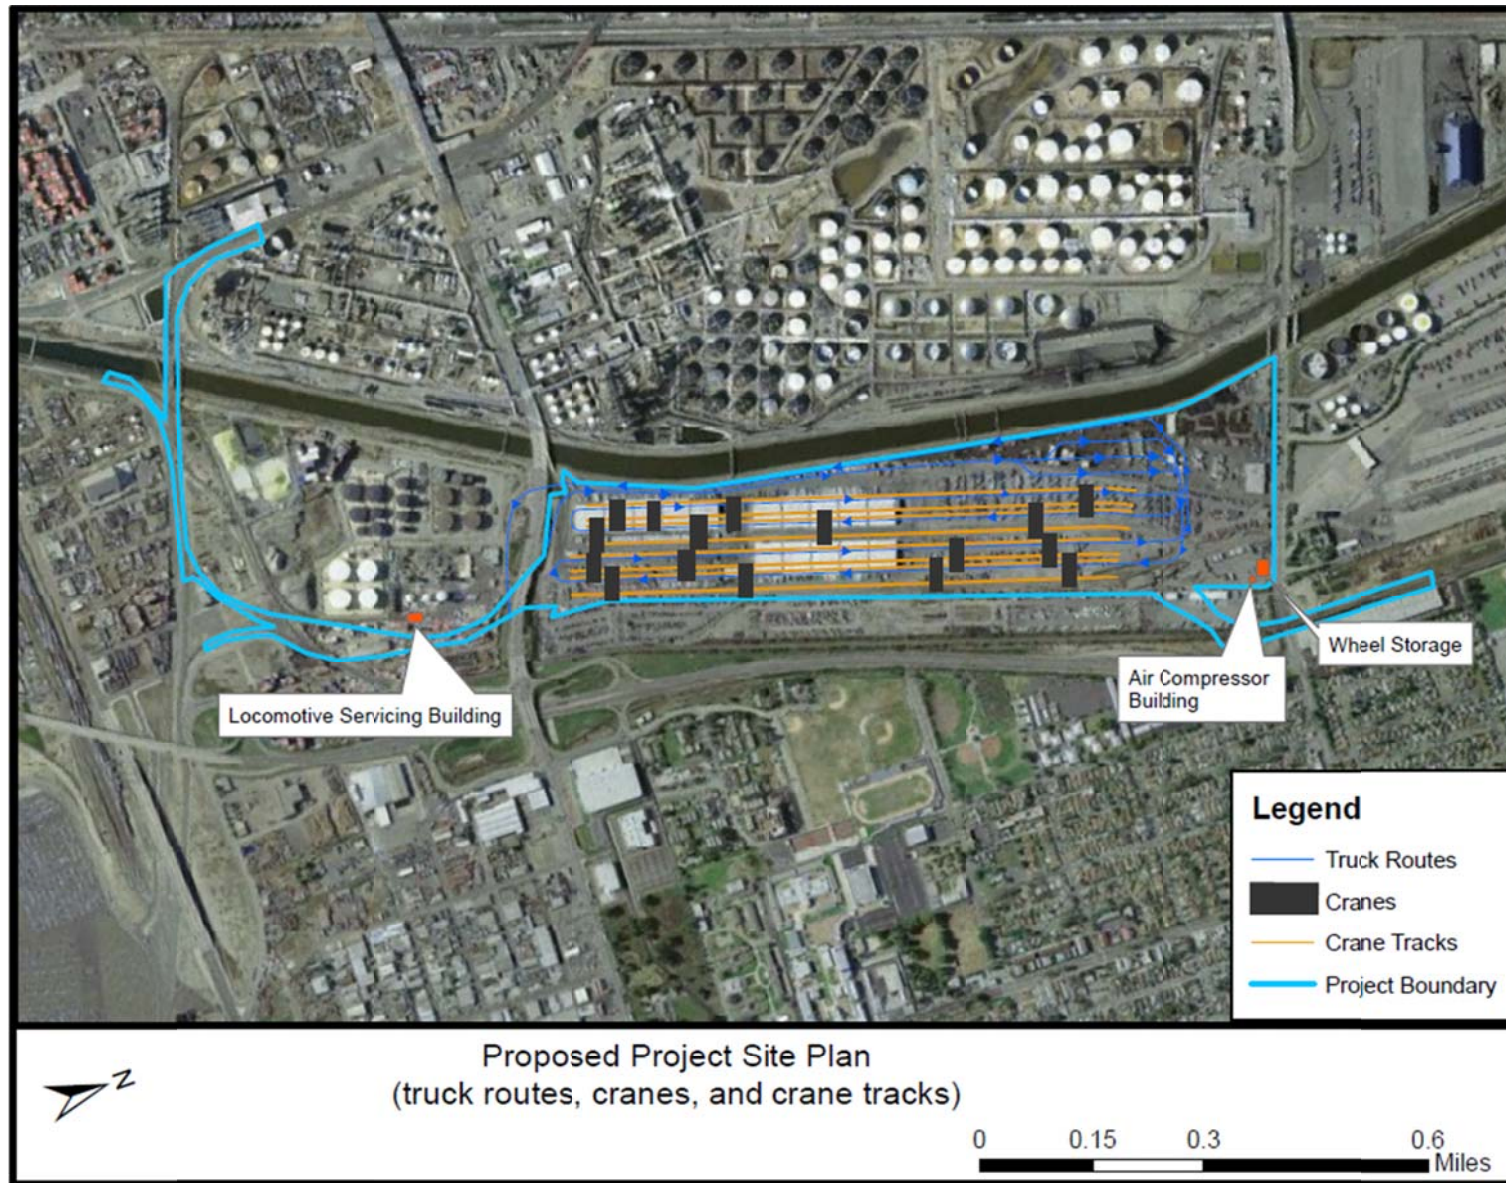 Locomotive Servicing Building
Air Compressor
Building
Wheel Storage
Legend
Truck Routes
Cranes
Crane Tracks
Project Boundary
Proposed Project Site Plan
(truck routes, cranes, and crane tracks)
N
0 0.15 0.3 0.6
Miles